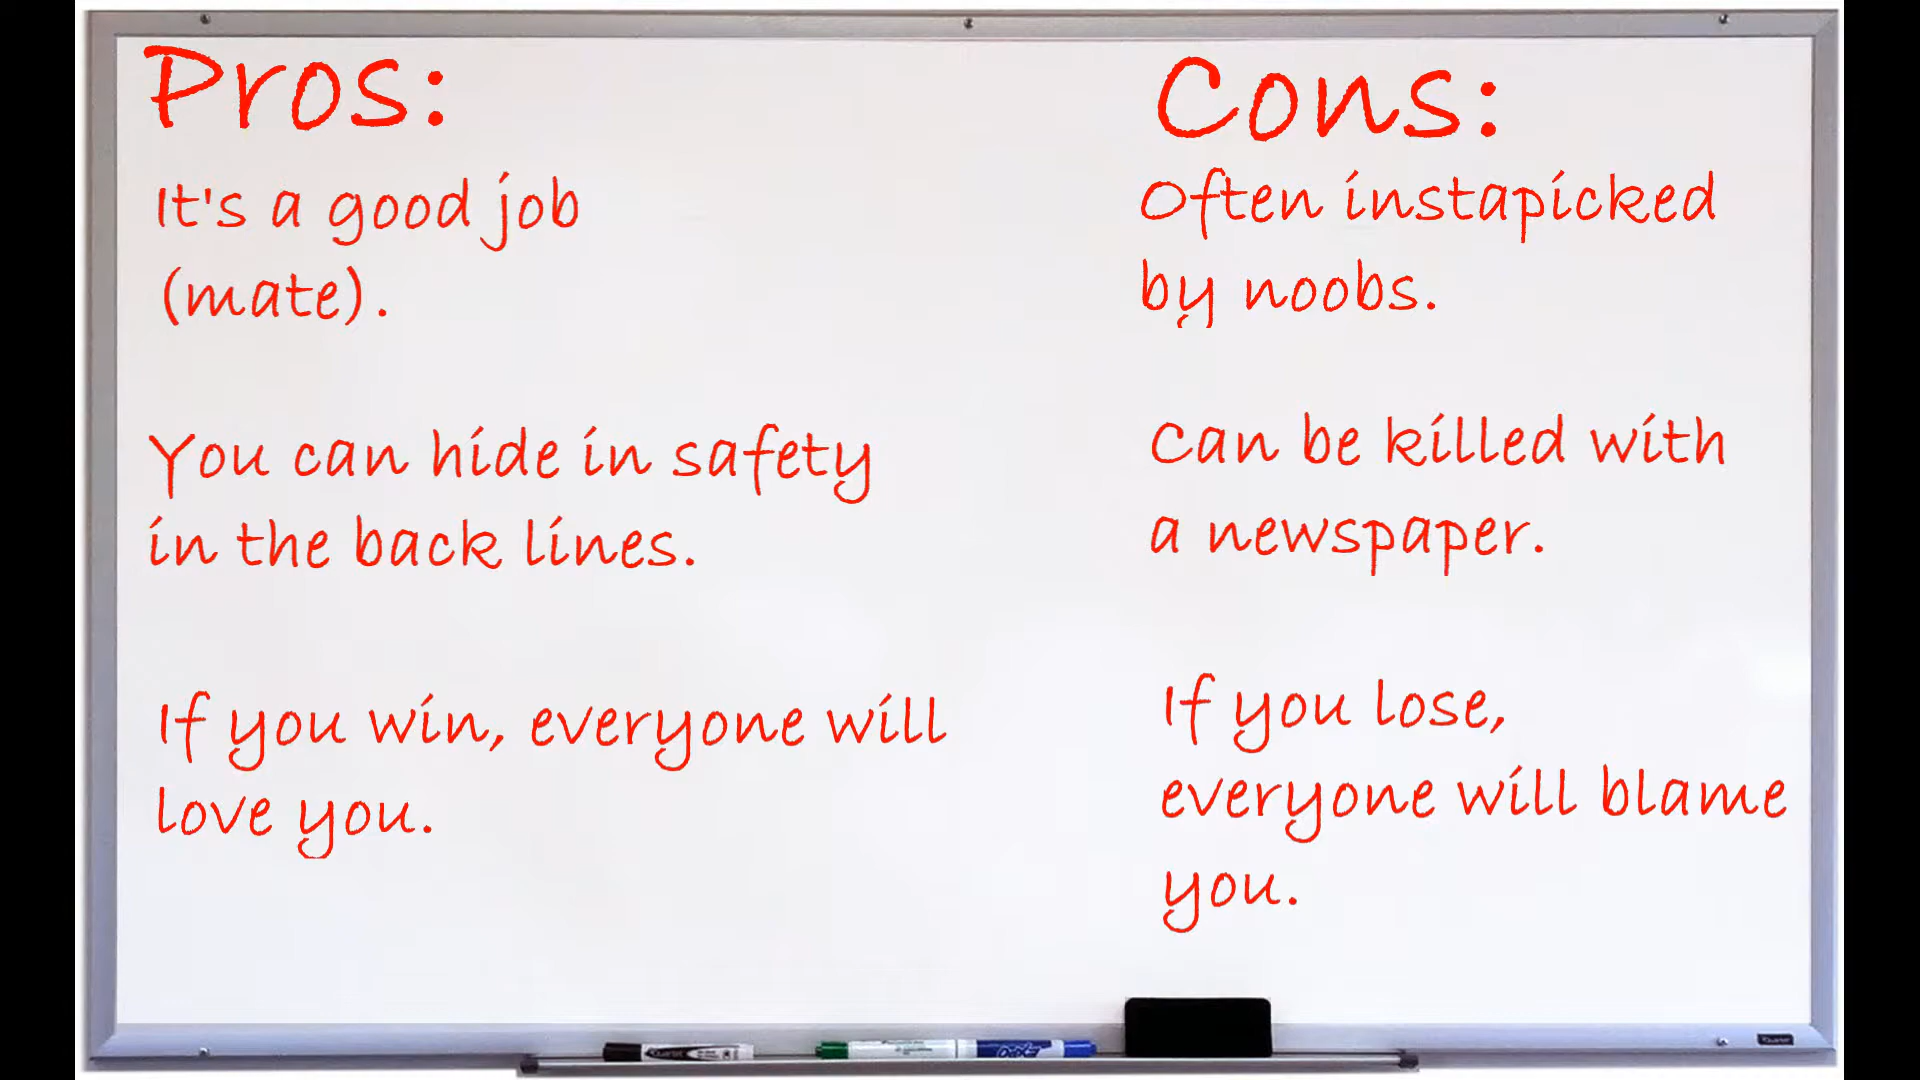 Pros:
It's a good job
(mate).
You can hide in safety
in the back lines.
If you win, everyone will
love you.
Cons:
Often instapicked
by noobs.
Can be killed with
a newspaper.
If you lose,
everyone will blame
you.
Quartet
EXPO